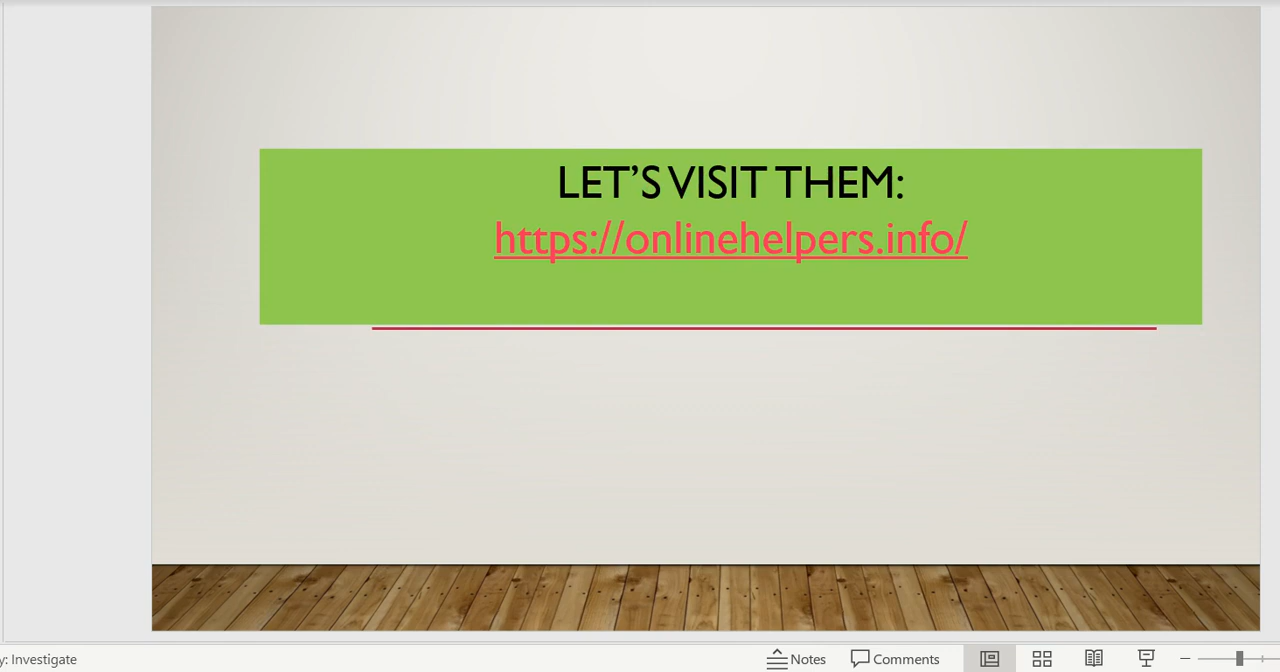 LET’S VISIT THEM:
https://onlinehelpers.info/
y: Investigate
Notes
Comments